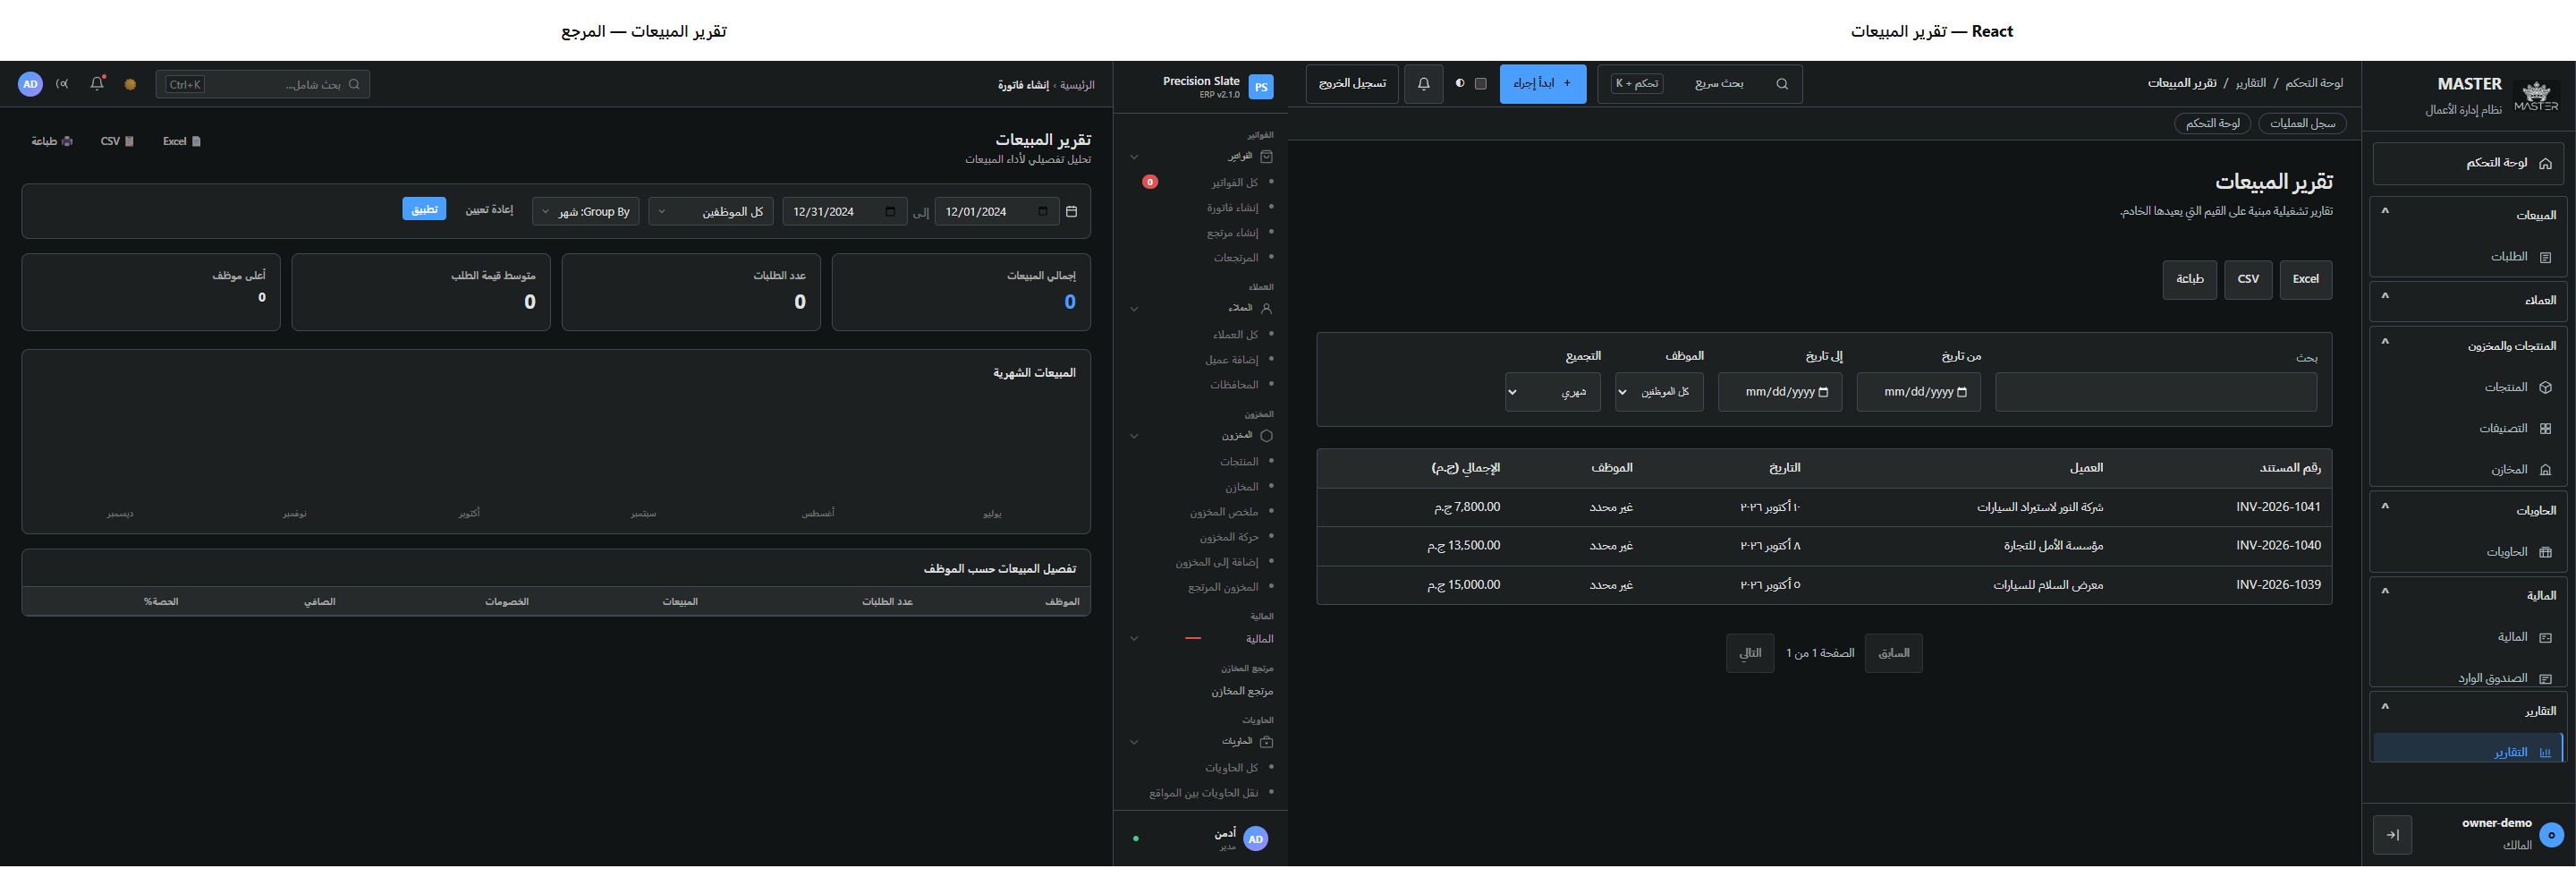 React — تقرير المبيعات
MASTER
نظام إدارة الأعمال
MASTER
لوحة التحكم
المبيعات
الطلبات
العملاء
المنتجات والمخزون
المنتجات
التصنيفات
المخازن
الحاويات
الحاويات
المالية
المالية
الصندوق الوارد
التقارير
التقارير
owner-demo
المالك
لوحة التحكم / التقارير / تقرير المبيعات
بحث سريع
تحكم + K
+ ابدأ إجراء
تسجيل الخروج
سجل العمليات
لوحة التحكم
تقرير المبيعات
تقارير تشغيلية مبنية على القيم التي يعيدها الخادم.
Excel
CSV
طباعة
بحث
من تاريخ
إلى تاريخ
الموظف
التجميع
mm/dd/yyyy
mm/dd/yyyy
كل الموظفين
شهري
رقم المستند العميل التاريخ الموظف الإجمالي (ج.م)
INV-2026-1041 شركة النور لاستيراد السيارات ١٠ أكتوبر ٢٠٢٦ غير محدد 7,800.00 ج.م
INV-2026-1040 مؤسسة الأمل للتجارة ٨ أكتوبر ٢٠٢٦ غير محدد 13,500.00 ج.م
INV-2026-1039 معرض السلام للسيارات ٥ أكتوبر ٢٠٢٦ غير محدد 15,000.00 ج.م
السابق
الصفحة 1 من 1
التالي
تقرير المبيعات — المرجع
PS
Precision Slate
ERP v2.1.0
الفواتير
الفواتير
كل الفواتير
0
إنشاء فاتورة
إنشاء مرتجع
المرتجعات
العملاء
العملاء
كل العملاء
إضافة عميل
المحافظات
المخزون
المخزون
المنتجات
المخازن
ملخص المخزون
حركة المخزون
إضافة إلى المخزون
المخزون المرتجع
المالية
المالية
مرتجع المخازن
مرتجع المخازن
الحاويات
الحاويات
كل الحاويات
نقل الحاويات بين المواقع
AD
أدمن
مدير
الرئيسية › إنشاء فاتورة
بحث شامل...
Ctrl+K
AD
تقرير المبيعات
تحليل تفصيلي لأداء المبيعات
Excel
CSV
طباعة
12/01/2024
إلى
12/31/2024
كل الموظفين
Group By: شهر
إعادة تعيين
تطبيق
إجمالي المبيعات
0
عدد الطلبات
0
متوسط قيمة الطلب
0
أعلى موظف
0
المبيعات الشهرية
يوليو أغسطس سبتمبر أكتوبر نوفمبر ديسمبر
تفصيل المبيعات حسب الموظف
الموظف عدد الطلبات المبيعات الخصومات الصافي الحصة%